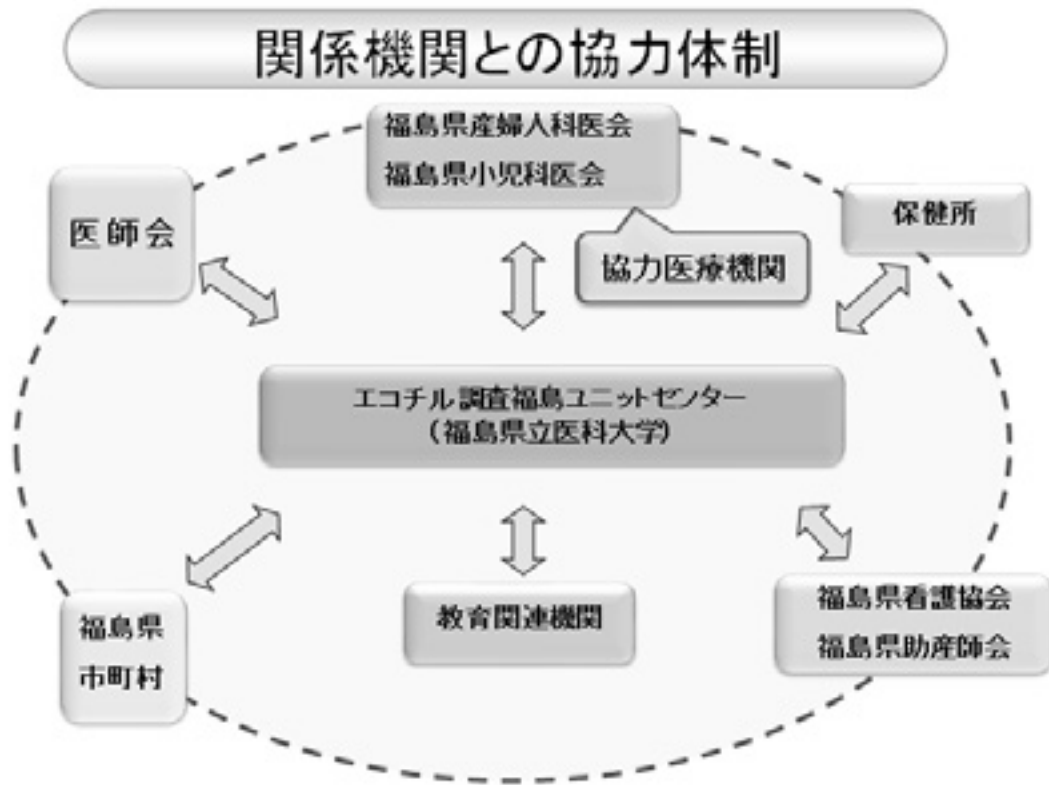 関係機関との協力体制
福島県産婦人科医会
福島県小児科医会
医師会
保健所
協力医療機関
エコチル調査福島ユニットセンター
（福島県立医科大学）
福島県
市町村
教育関連機関
福島県看護協会
福島県助産師会